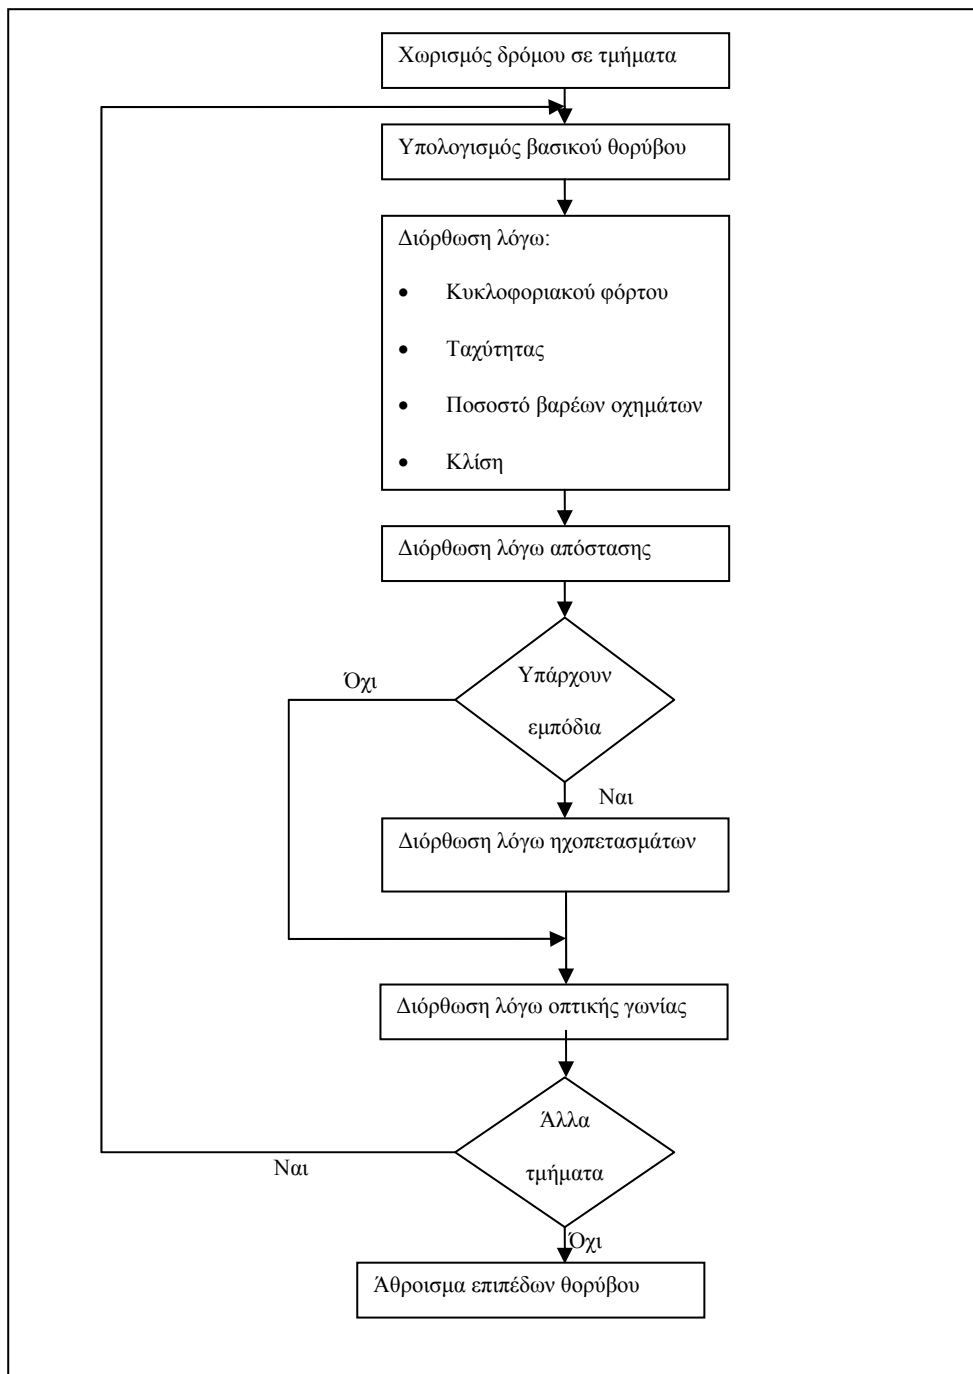 Χωρισμός δρόμου σε τμήματα
Υπολογισμός βασικού θορύβου
Διόρθωση λόγω:
• Κυκλοφοριακού φόρτου
• Ταχύτητας
• Ποσοστό βαρέων οχημάτων
• Κλίση
Διόρθωση λόγω απόστασης
Υπάρχουν
εμπόδια
Όχι
Ναι
Διόρθωση λόγω ηχοπετασμάτων
Διόρθωση λόγω οπτικής γωνίας
Άλλα
τμήματα
Ναι
Όχι
Άθροισμα επιπέδων θορύβου